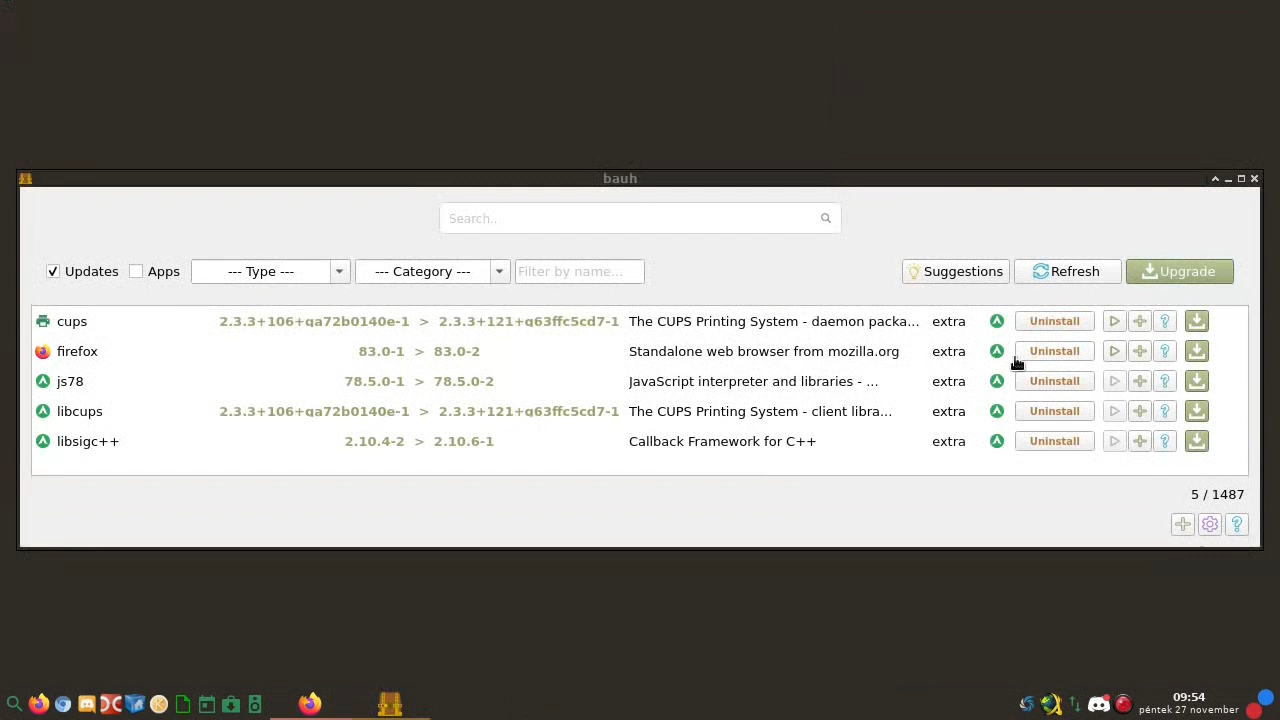 bauh
Search..
Updates Apps --- Type --- --- Category --- Filter by name... Suggestions Refresh Upgrade
cups 2.3.3+106+ga72b0140e-1 > 2.3.3+121+g63ffc5cd7-1 The CUPS Printing System - daemon packa... extra Uninstall
firefox 83.0-1 > 83.0-2 Standalone web browser from mozilla.org extra Uninstall
js78 78.5.0-1 > 78.5.0-2 JavaScript interpreter and libraries - ... extra Uninstall
libcups 2.3.3+106+ga72b0140e-1 > 2.3.3+121+g63ffc5cd7-1 The CUPS Printing System - client libra... extra Uninstall
libsigc++ 2.10.4-2 > 2.10.6-1 Callback Framework for C++ extra Uninstall
5 / 1487
09:54
péntek 27 november